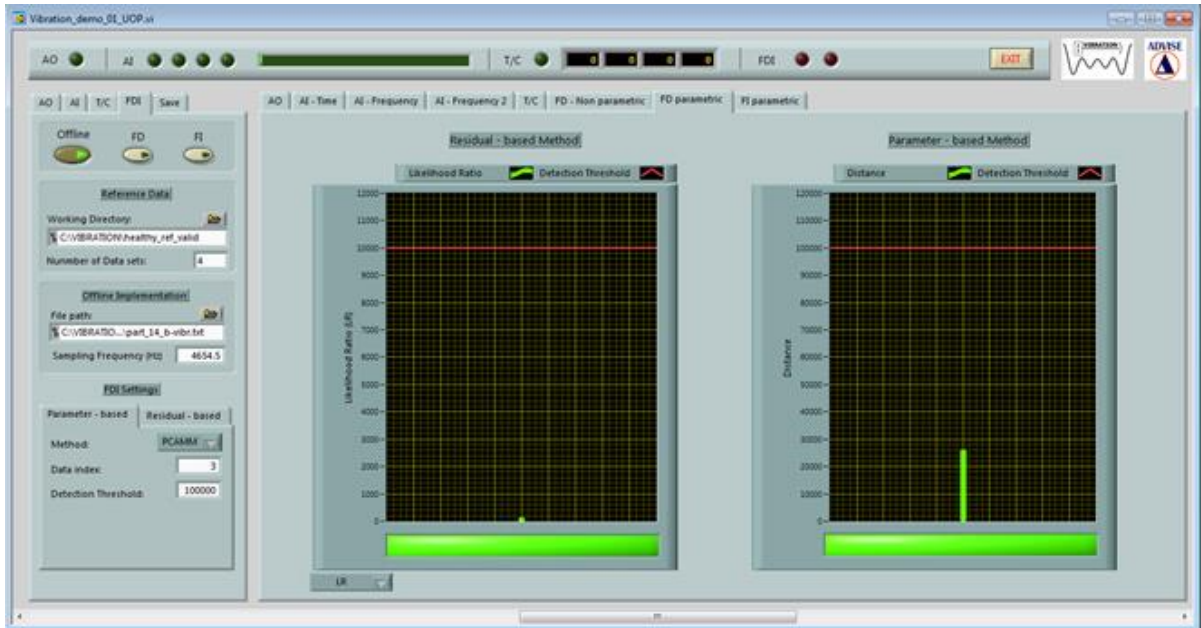 Vibration_demo_01_UOP.vi
AO AI T/C 0 0 0 0 FDI EXIT VIBRATION ADVISE
AO AI T/C FDI Save
Offline FD FI
Reference Data
Working Directory:
C:\VIBRATION\healthy_ref_valid
Nunmber of Data sets: 4
Offline Implementation
File path:
C:\VIBRATIO...\part_14_b-vibr.txt
Sampling Frequency (Hz) 4654.5
FDI Settings
Parameter - based Residual - based
Method: PCAMM
Data index: 3
Detection Threshold: 100000
AO AI - Time AI - Frequency AI - Frequency 2 T/C FD - Non parametric FD parametric FI parametric
Residual - based Method
Likelihood Ratio Detection Threshold
Likelihood Ratio (LR)
12000
11000
10000
9000
8000
7000
6000
5000
4000
3000
2000
1000
0
LR
Parameter - based Method
Distance Detection Threshold
Distance
120000
110000
100000
90000
80000
70000
60000
50000
40000
30000
20000
10000
0